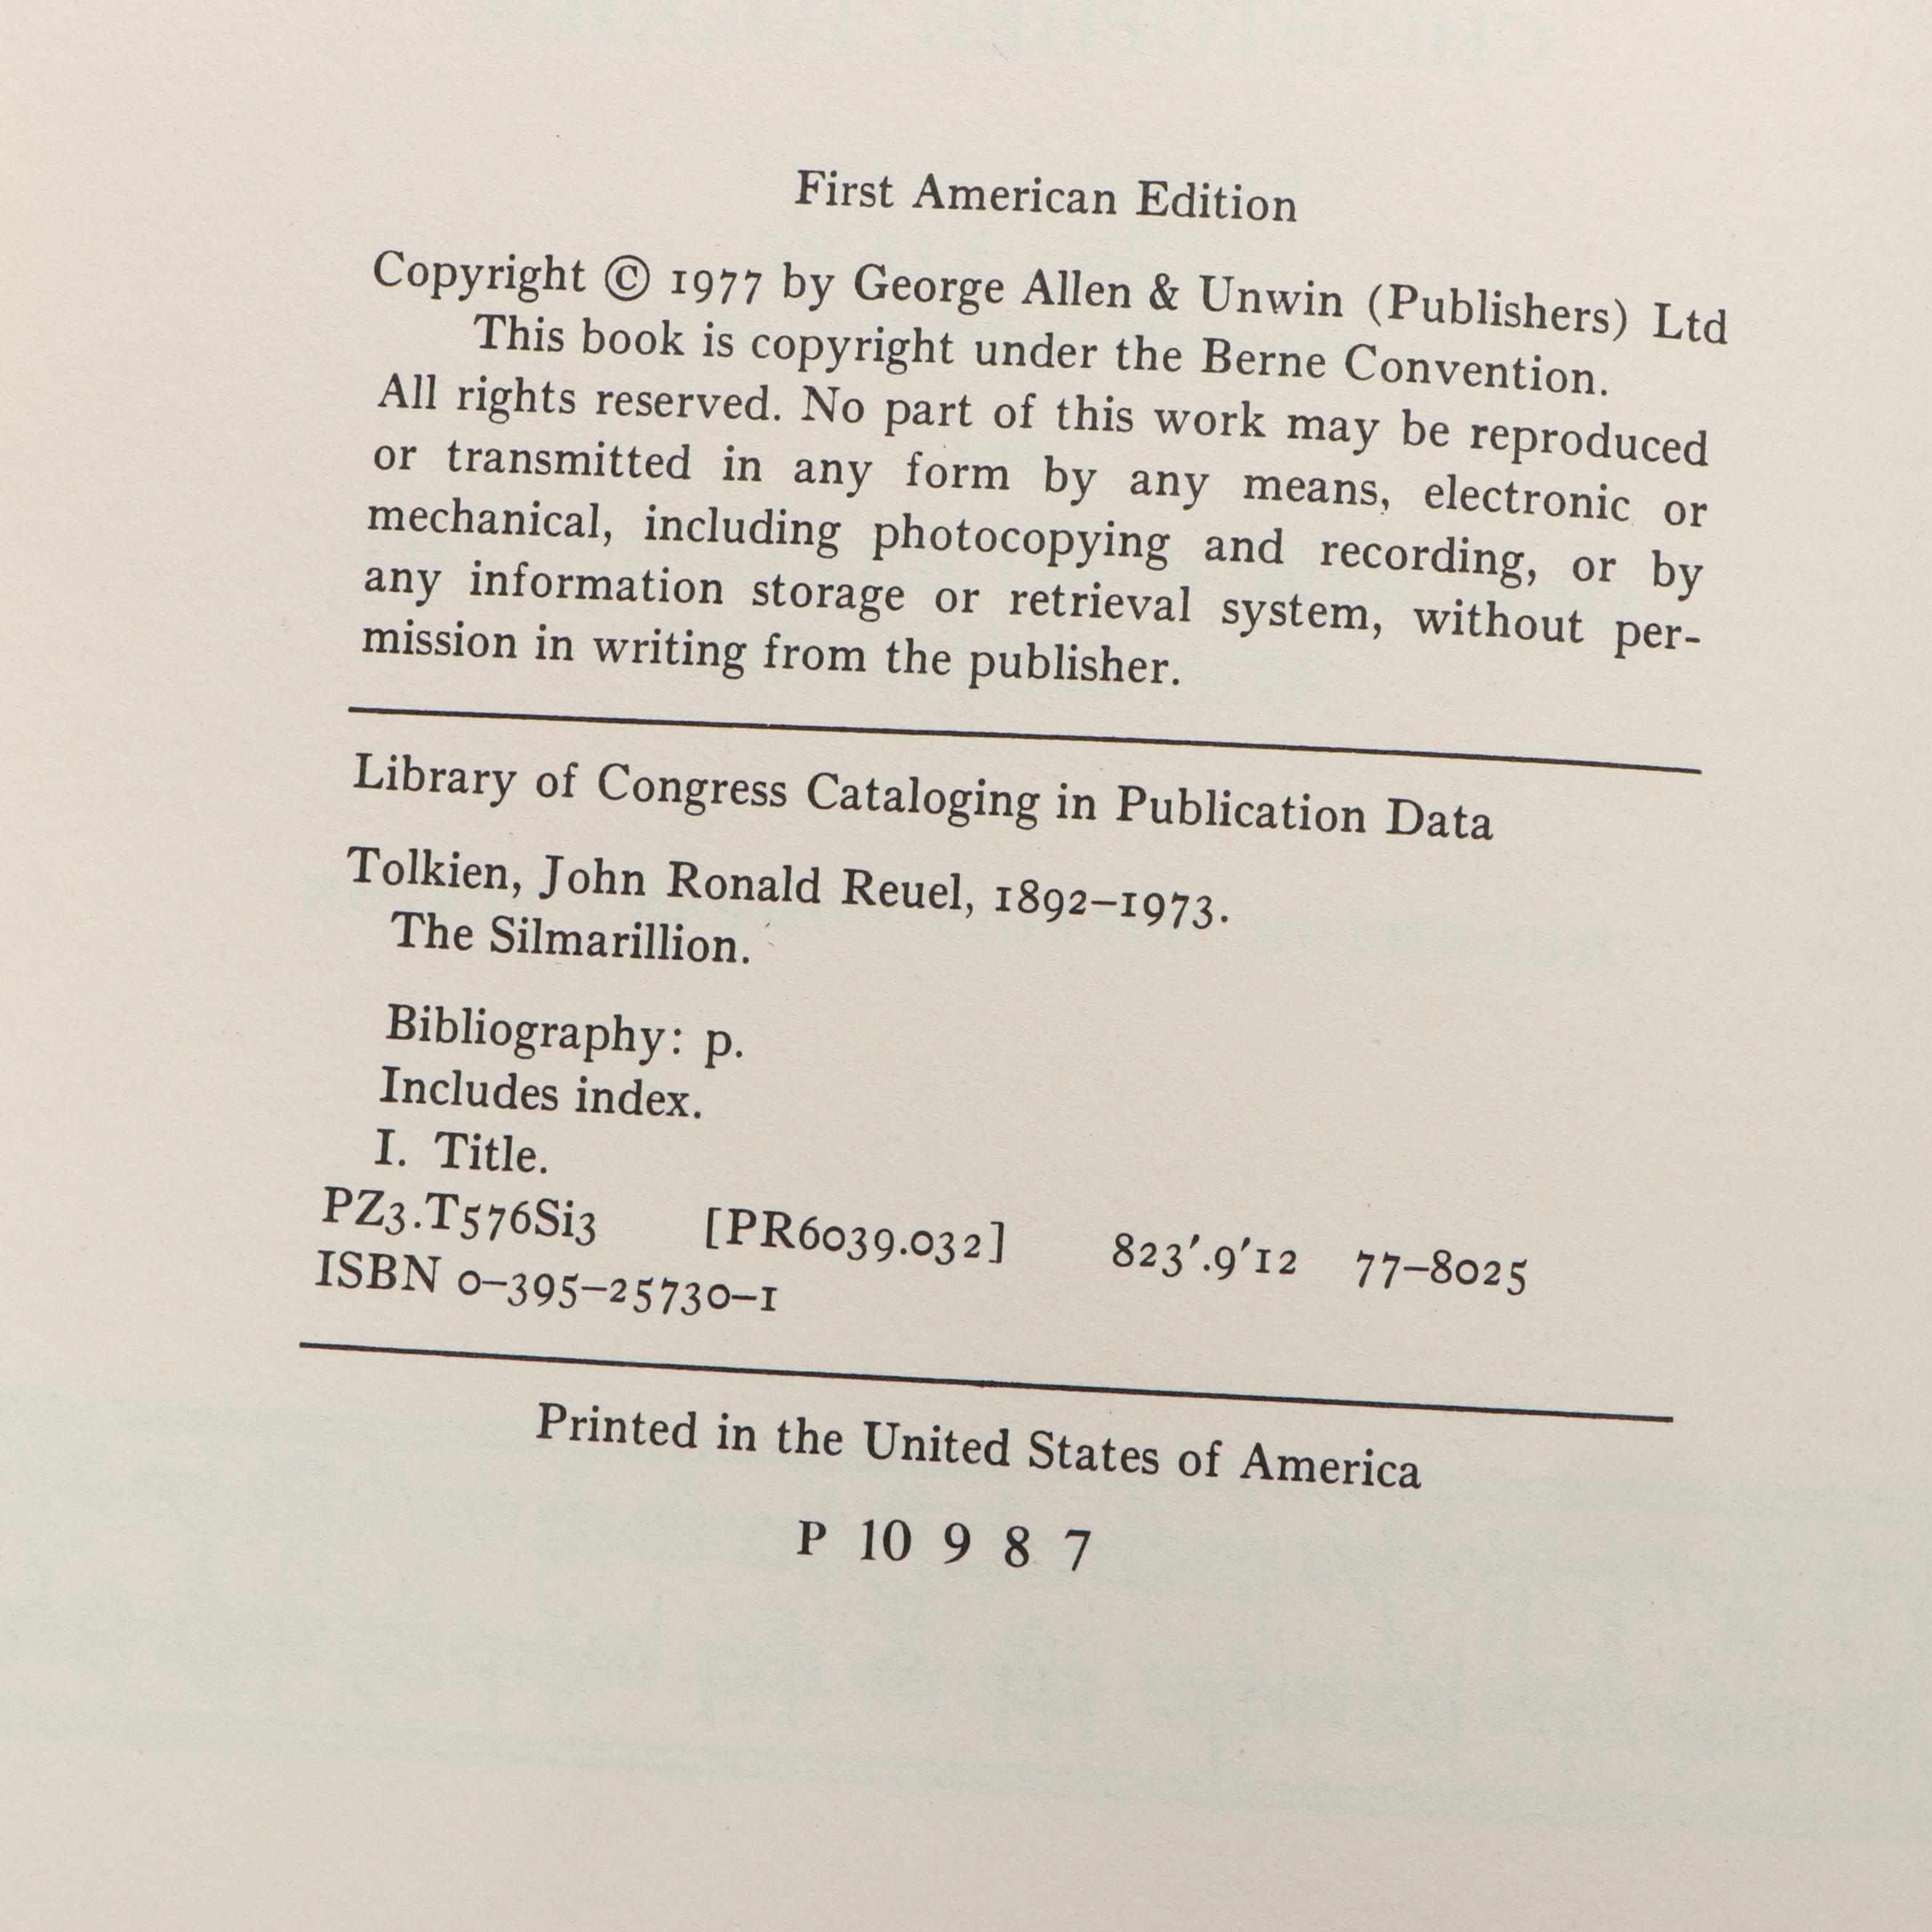 First American Edition
Copyright © 1977 by George Allen & Unwin (Publishers) Ltd
This book is copyright under the Berne Convention.
All rights reserved. No part of this work may be reproduced
or transmitted in any form by any means, electronic or
mechanical, including photocopying and recording, or by
any information storage or retrieval system, without per-
mission in writing from the publisher.
Library of Congress Cataloging in Publication Data
Tolkien, John Ronald Reuel, 1892–1973.
The Silmarillion.
Bibliography: p.
Includes index.
I. Title.
PZ3.T576Si3 [PR6039.032] 823′.9′12 77–8025
ISBN 0–395–25730–1
Printed in the United States of America
P 10 9 8 7